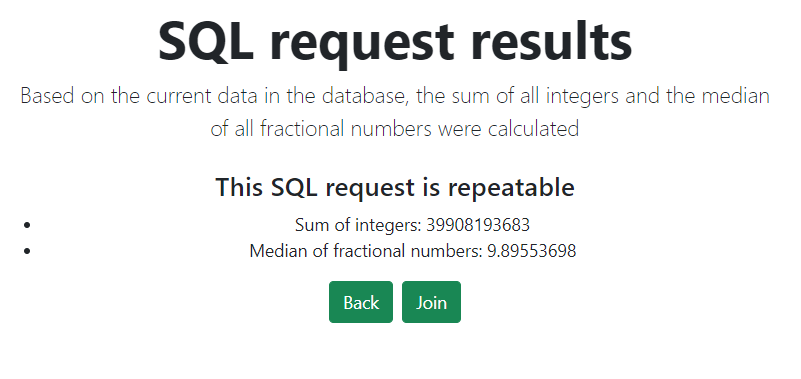 SQL request results
Based on the current data in the database, the sum of all integers and the median
of all fractional numbers were calculated
This SQL request is repeatable
• Sum of integers: 39908193683
• Median of fractional numbers: 9.89553698
Back Join